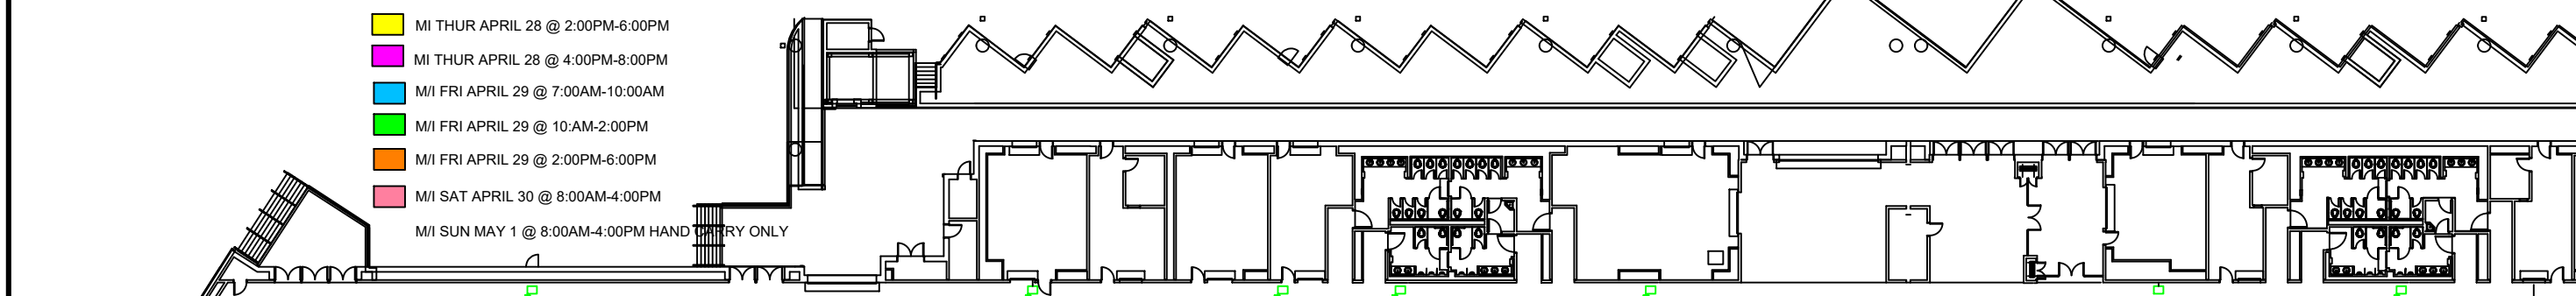 MI THUR APRIL 28 @ 2:00PM-6:00PM
MI THUR APRIL 28 @ 4:00PM-8:00PM
M/I FRI APRIL 29 @ 7:00AM-10:00AM
M/I FRI APRIL 29 @ 10:AM-2:00PM
M/I FRI APRIL 29 @ 2:00PM-6:00PM
M/I SAT APRIL 30 @ 8:00AM-4:00PM
M/I SUN MAY 1 @ 8:00AM-4:00PM HAND CARRY ONLY